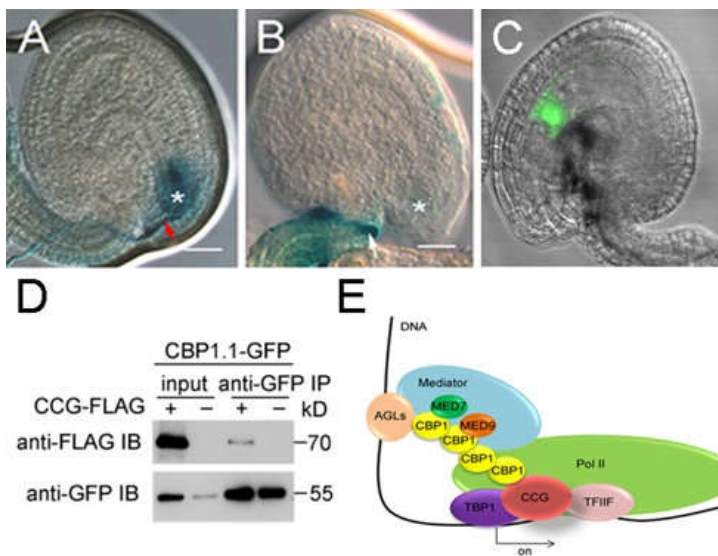 A
B
C
*
*
D
CBP1.1-GFP
input anti-GFP IP
CCG-FLAG + − + − kD
anti-FLAG IB −70
anti-GFP IB −55
E
DNA
Mediator
AGLs
MED7
CBP1
MED9
CBP1
CBP1
CBP1
Pol II
TBP1
CCG
TFIIF
on